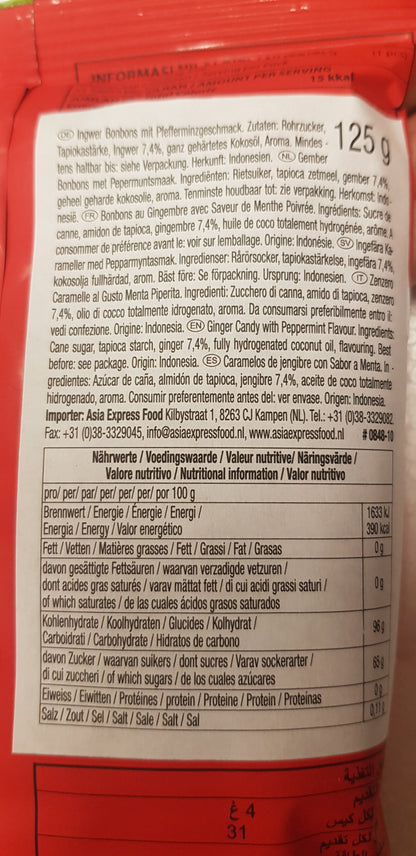 15 kkal
DE Ingwer Bonbons mit Pfefferminzgeschmack. Zutaten: Rohrzucker,
Tapiokastärke, Ingwer 7,4%, ganz gehärtetes Kokosöl, Aroma. Mindes -
125 g
tens haltbar bis: siehe Verpackung. Herkunft: Indonesien. NL Gember
Bonbons met Pepermuntsmaak. Ingrediënten: Rietsuiker, tapioca zetmeel, gember 7,4%,
geheel geharde kokosolie, aroma. Tenminste houdbaar tot: zie verpakking. Herkomst: Indo-
nesië. FR Bonbons au Gingembre avec Saveur de Menthe Poivrée. Ingrédients: Sucre de
canne, amidon de tapioca, gingembre 7,4%, huile de coco totalement hydrogénée, arôme. A
consommer de préférence avant le: voir sur lemballage. Origine: Indonésie. SV Ingefära Ka-
rameller med Pepparmyntasmak. Ingredienser: Rårörsocker, tapiokastärkelse, ingefära 7,4%,
kokosolja fullhärdad, arom. Bäst före: Se förpackning. Ursprung: Indonesien. IT Zenzero
Caramelle al Gusto Menta Piperita. Ingredienti: Zucchero di canna, amido di tapioca, zenzero
7,4%, olio di cocco totalmente idrogenato, aroma. Da consumarsi preferibilmente entro il:
vedi confezione. Origine: Indonesia. EN Ginger Candy with Peppermint Flavour. Ingredients:
Cane sugar, tapioca starch, ginger 7,4%, fully hydrogenated coconut oil, flavouring. Best
before: see package. Origin: Indonesia. ES Caramelos de jengibre con Sabor a Menta. In -
gredientes: Azúcar de caña, almidón de tapioca, jengibre 7,4%, aceite de coco totalmente
hidrogenado, aroma. Consumir preferentemente antes del: ver envase. Origen: Indonesia.
Importer: Asia Express Food Kilbystraat 1, 8263 CJ Kampen (NL). Tel.: +31 (0)38-3329082,
Fax: +31 (0)38-3329045, info@asiaexpressfood.nl, www.asiaexpressfood.nl # 0848-10
Nährwerte / Voedingswaarde / Valeur nutritive/ Näringsvärde /
Valore nutritivo / Nutritional information / Valor nutritivo
pro/ per/ par/ per/ per/ per/ por 100 g
Brennwert / Energie / Énergie / Energi / 1633 kJ
Energia / Energy / Valor energético 390 kcal
Fett / Vetten / Matières grasses / Fett / Grassi / Fat / Grasas 0 g
davon gesättigte Fettsäuren / waarvan verzadigde vetzuren /
dont acides gras saturés / varav mättat fett / di cui acidi grassi saturi / 0 g
of which saturates / de las cuales ácidos grasos saturados
Kohlenhydrate / Koolhydraten / Glucides / Kolhydrat / 96 g
Carboidrati / Carbohydrate / Hidratos de carbono
davon Zucker / waarvan suikers / dont sucres / Varav sockerarter / 65 g
di cui zuccheri / of which sugars / de los cuales azúcares
Eiweiss / Eiwitten / Protéines / protein / Proteine / Protein / Proteínas 0 g
Salz / Zout / Sel / Salt / Sale / Salt / Sal 0,11 g
4 غ
31